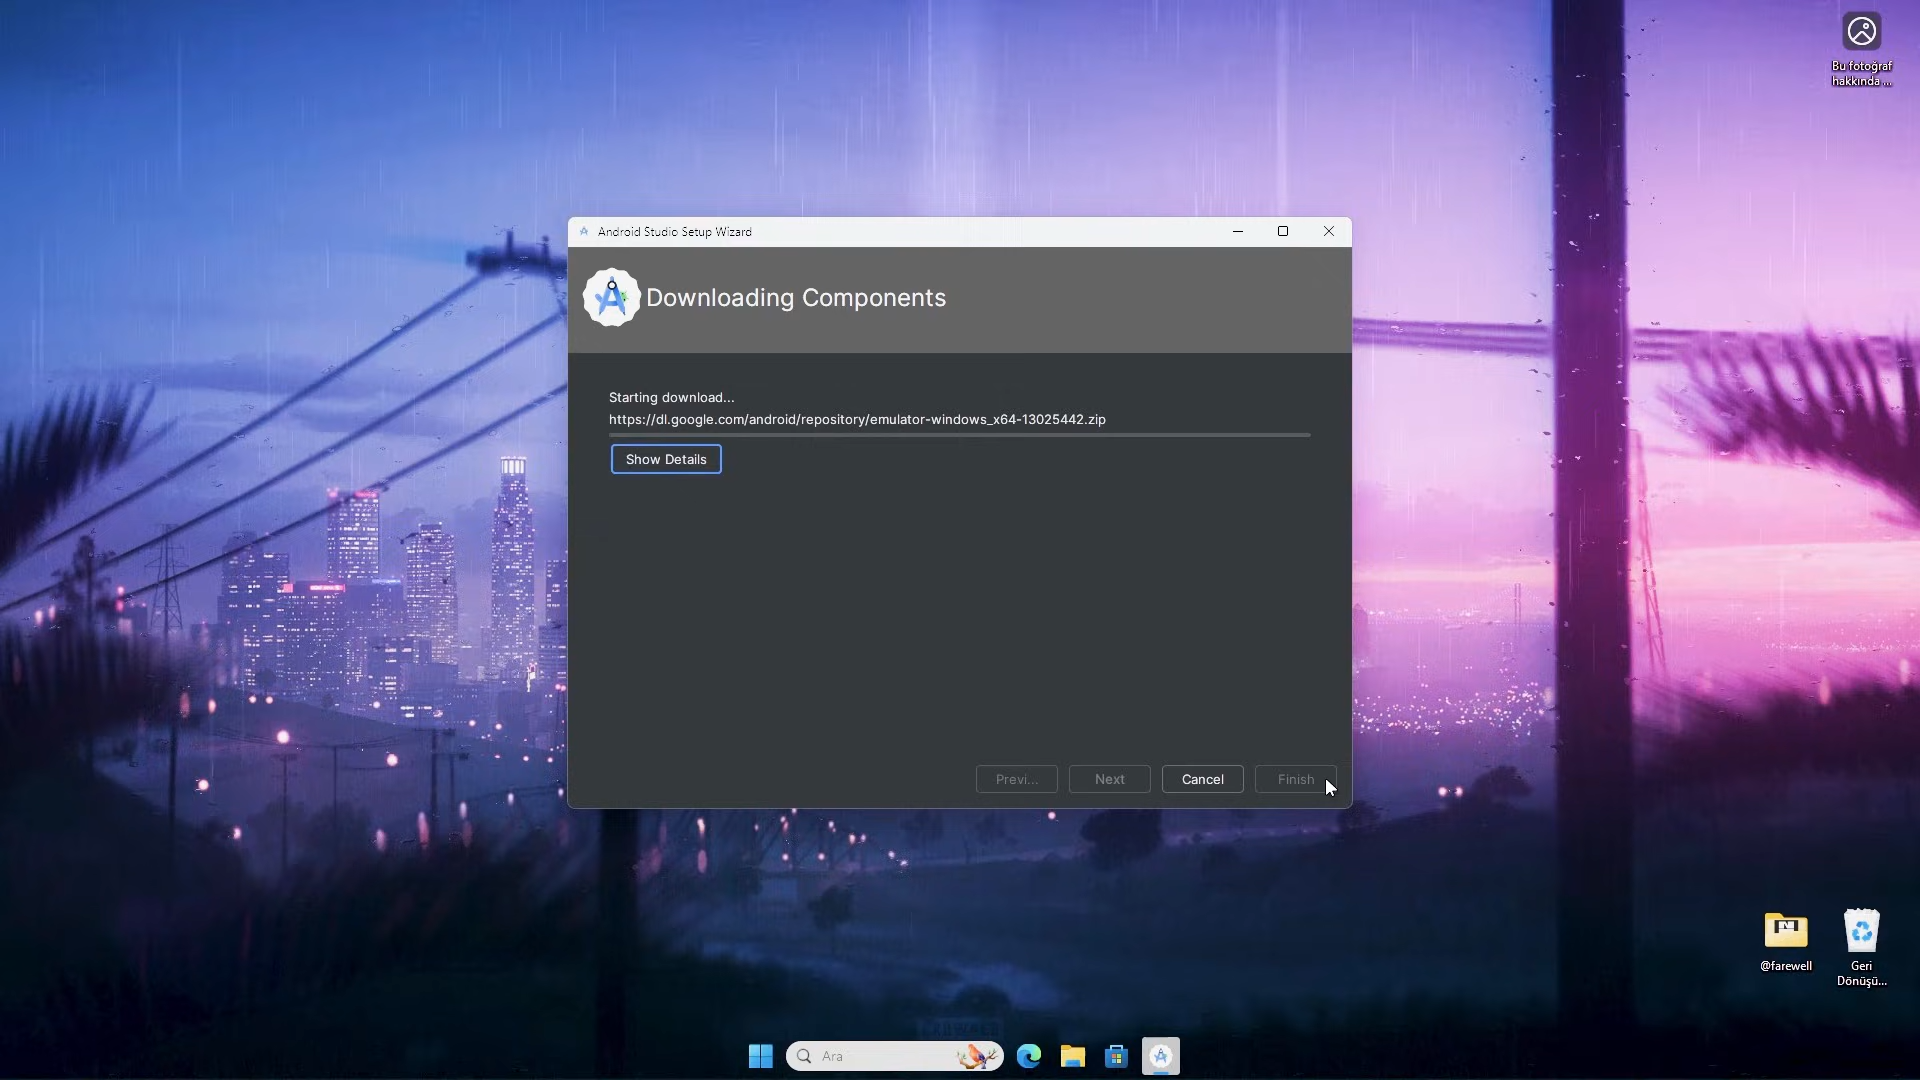 Bu fotoğraf
hakkında ...
Android Studio Setup Wizard
Downloading Components
Starting download...
https://dl.google.com/android/repository/emulator-windows_x64-13025442.zip
Show Details
Previ...
Next
Cancel
Finish
@farewell
Geri
Dönüşü...
Ara